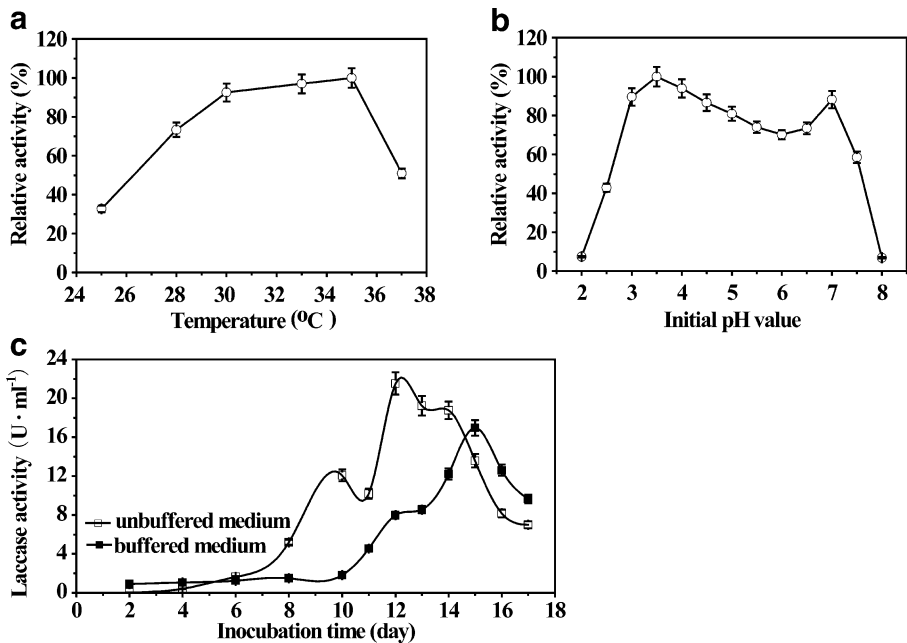 a
Relative activity (%)
120
100
80
60
40
20
0
24 26 28 30 32 34 36 38
Temperature (⁰C)
b
Relative activity (%)
120
100
80
60
40
20
0
2 3 4 5 6 7 8
Initial pH value
c
Laccase activity (U · ml⁻¹)
24
20
16
12
8
4
0
unbuffered medium
buffered medium
0 2 4 6 8 10 12 14 16 18
Inocubation time (day)